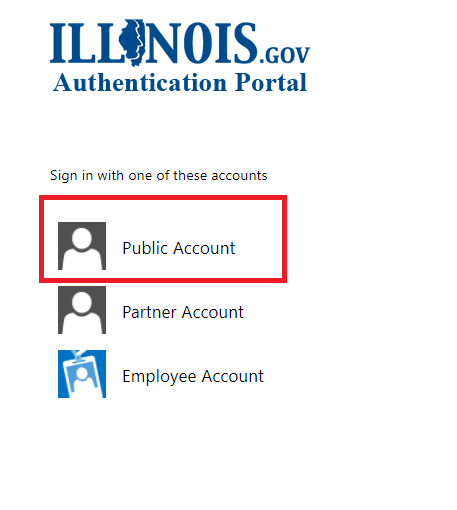 ILLINOIS.GOV
Authentication Portal
Sign in with one of these accounts
Public Account
Partner Account
Employee Account